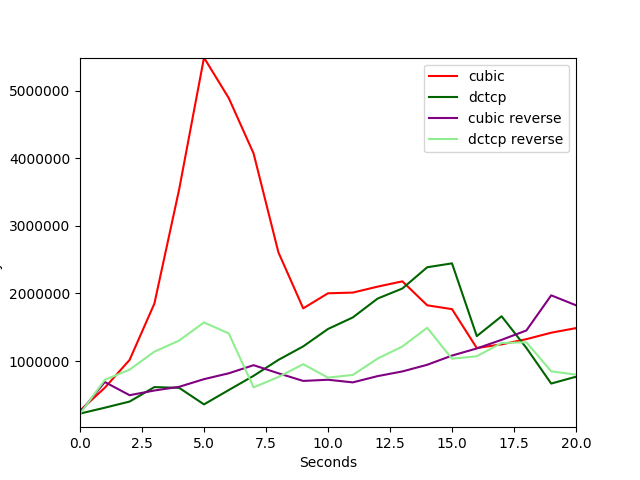 cubic
dctcp
cubic reverse
dctcp reverse
5000000
4000000
3000000
2000000
1000000
0.0 2.5 5.0 7.5 10.0 12.5 15.0 17.5 20.0
Seconds